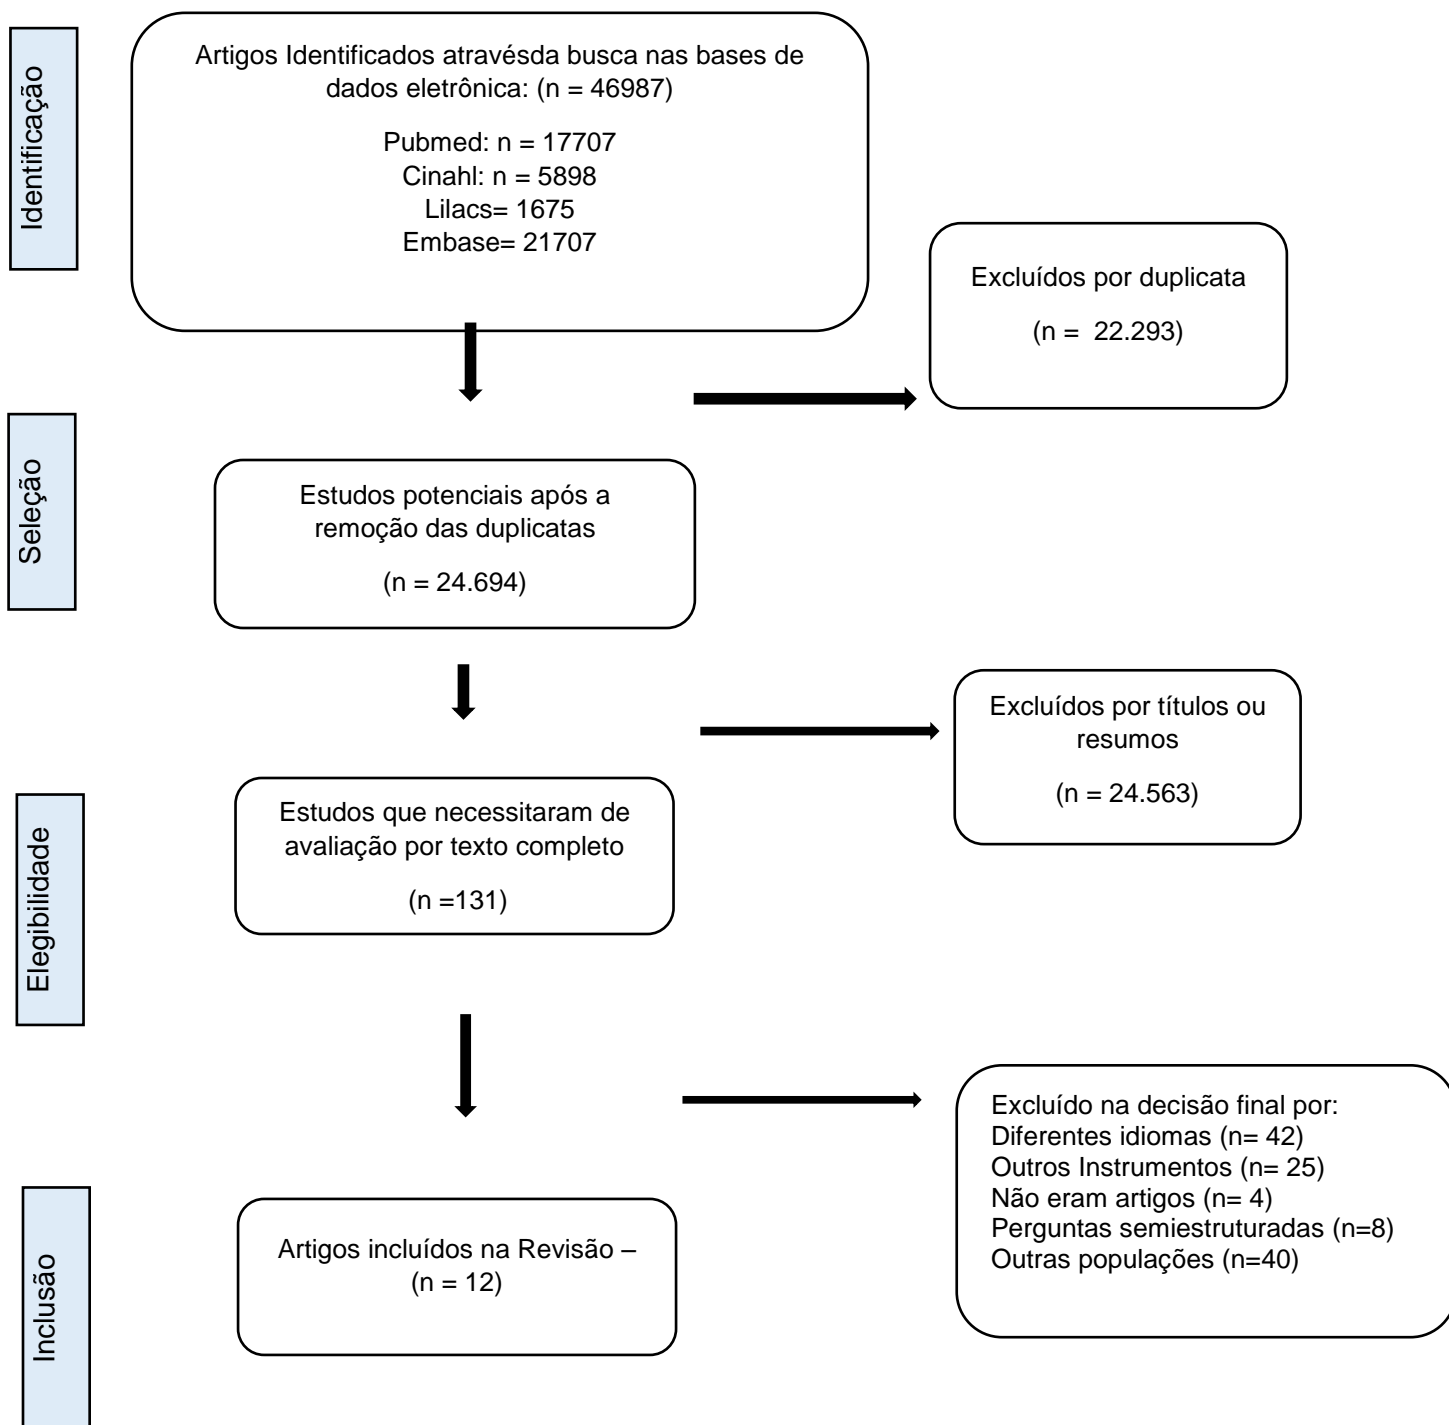 Identificação
Artigos Identificados atravésda busca nas bases de
dados eletrônica: (n = 46987)
Pubmed: n = 17707
Cinahl: n = 5898
Lilacs= 1675
Embase= 21707
Excluídos por duplicata
(n =  22.293)
Seleção
Estudos potenciais após a
remoção das duplicatas
(n = 24.694)
Excluídos por títulos ou
resumos
(n = 24.563)
Elegibilidade
Estudos que necessitaram de
avaliação por texto completo
(n =131)
Excluído na decisão final por:
Diferentes idiomas (n= 42)
Outros Instrumentos (n= 25)
Não eram artigos (n= 4)
Perguntas semiestruturadas (n=8)
Outras populações (n=40)
Inclusão
Artigos incluídos na Revisão –
(n = 12)